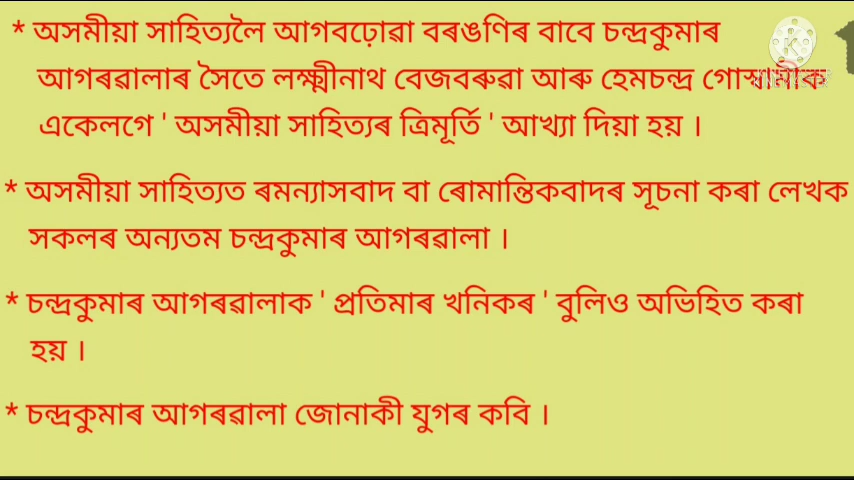 * অসমীয়া সাহিত্যলৈ আগবঢ়োৱা বৰঙণিৰ বাবে চন্দ্ৰকুমাৰ
আগৰৱালাৰ সৈতে লক্ষ্মীনাথ বেজবৰুৱা আৰু হেমচন্দ্ৰ গোস্বামীক
একেলগে ' অসমীয়া সাহিত্যৰ ত্ৰিমূৰ্তি ' আখ্যা দিয়া হয় ।
* অসমীয়া সাহিত্যত ৰমন্যাসবাদ বা ৰোমান্তিকবাদৰ সূচনা কৰা লেখক
সকলৰ অন্যতম চন্দ্ৰকুমাৰ আগৰৱালা ।
* চন্দ্ৰকুমাৰ আগৰৱালাক ' প্ৰতিমাৰ খনিকৰ ' বুলিও অভিহিত কৰা
হয় ।
* চন্দ্ৰকুমাৰ আগৰৱালা জোনাকী যুগৰ কবি ।